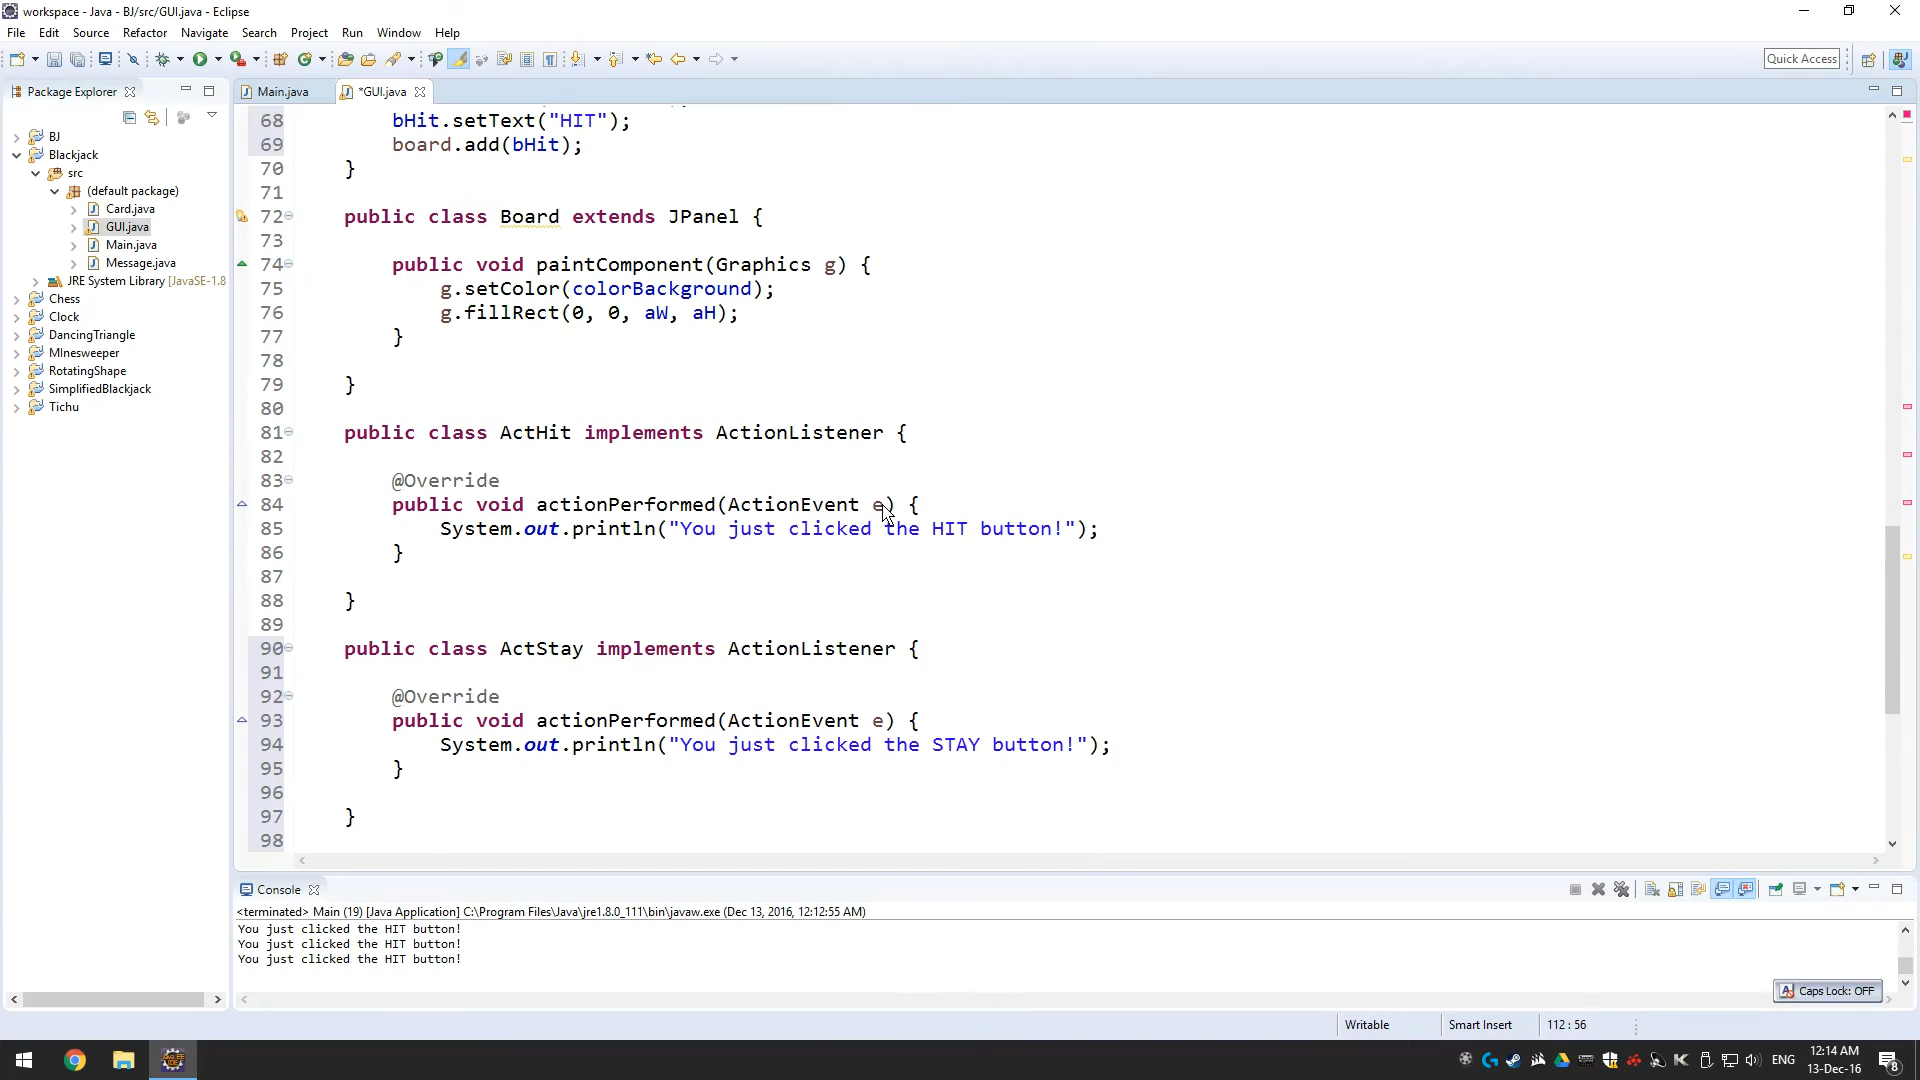 workspace - Java - BJ/src/GUI.java - Eclipse
File Edit Source Refactor Navigate Search Project Run Window Help
Quick Access
Package Explorer
Main.java
*GUI.java
BJ
Blackjack
src
(default package)
Card.java
GUI.java
Main.java
Message.java
JRE System Library [JavaSE-1.8
Chess
Clock
DancingTriangle
MInesweeper
RotatingShape
SimplifiedBlackjack
Tichu
68 bHit.setText("HIT");
69 board.add(bHit);
70 }
71
72 public class Board extends JPanel {
73
74 public void paintComponent(Graphics g) {
75 g.setColor(colorBackground);
76 g.fillRect(0, 0, aW, aH);
77 }
78
79 }
80
81 public class ActHit implements ActionListener {
82
83 @Override
84 public void actionPerformed(ActionEvent e) {
85 System.out.println("You just clicked the HIT button!");
86 }
87
88 }
89
90 public class ActStay implements ActionListener {
91
92 @Override
93 public void actionPerformed(ActionEvent e) {
94 System.out.println("You just clicked the STAY button!");
95 }
96
97 }
98
Console
<terminated> Main (19) [Java Application] C:\Program Files\Java\jre1.8.0_111\bin\javaw.exe (Dec 13, 2016, 12:12:55 AM)
You just clicked the HIT button!
You just clicked the HIT button!
You just clicked the HIT button!
Caps Lock: OFF
Writable Smart Insert 112 : 56
ENG
12:14 AM
13-Dec-16
8